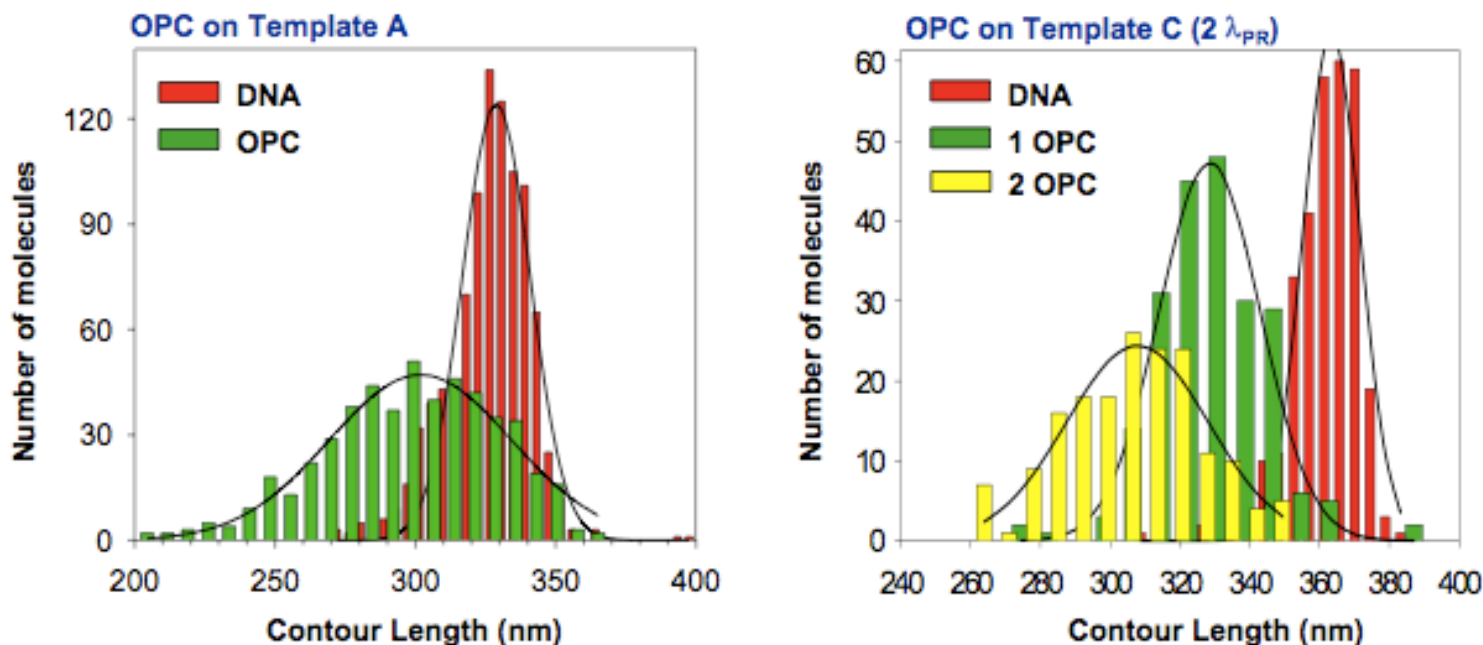 OPC on Template A
DNA
OPC
Number of molecules
120
90
60
30
0
200 250 300 350 400
Contour Length (nm)
OPC on Template C (2 λPR)
DNA
1 OPC
2 OPC
Number of molecules
60
50
40
30
20
10
0
240 260 280 300 320 340 360 380 400
Contour Length (nm)